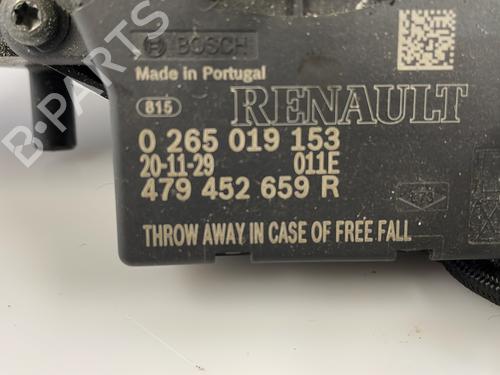 BOSCH
Made in Portugal
815
RENAULT
0 265 019 153
20-11-29 011E
479 452 659 R
THROW AWAY IN CASE OF FREE FALL
B-PARTS